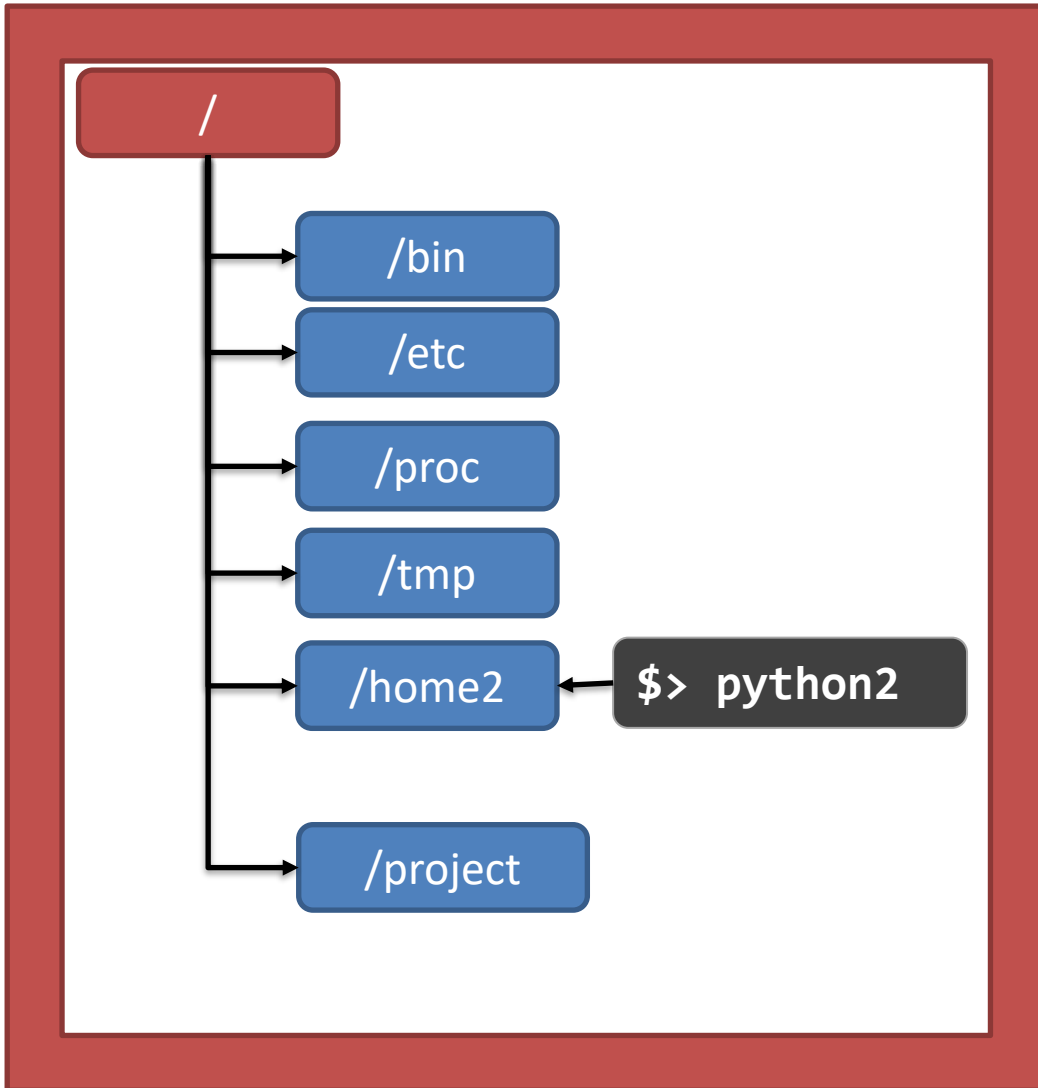 /
/bin
/etc
/proc
/tmp
/home2
$> python2
/project